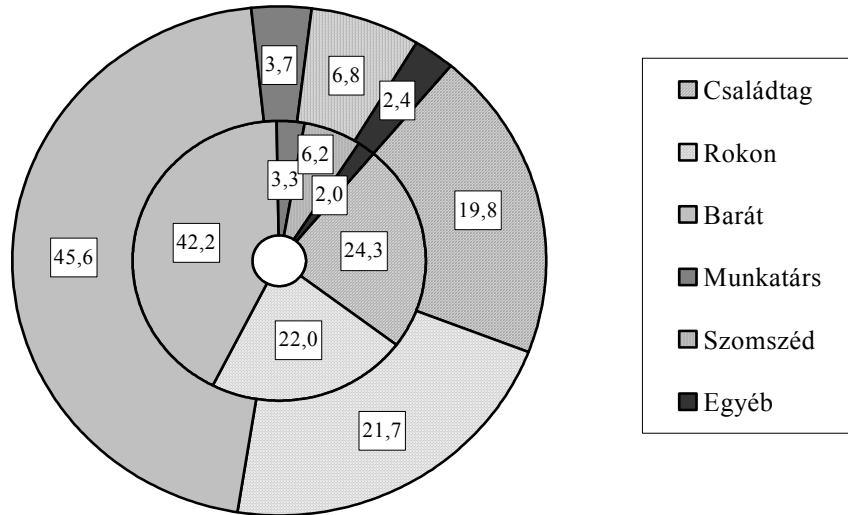 3,7
6,8
2,4
6,2
3,3
2,0
19,8
42,2
24,3
45,6
22,0
21,7
Családtag
Rokon
Barát
Munkatárs
Szomszéd
Egyéb